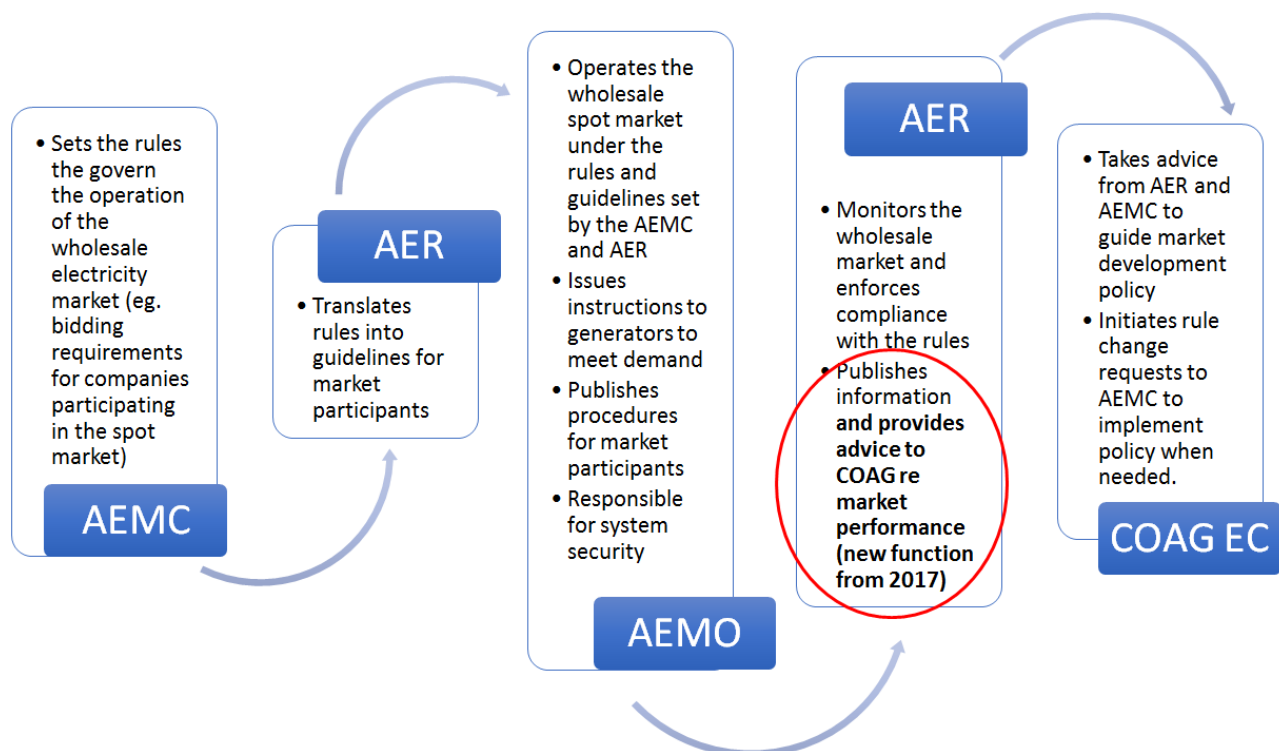 • Sets the rules
the govern
the operation
of the
wholesale
electricity
market (eg.
bidding
requirements
for companies
participating
in the spot
market)
AEMC
AER
• Translates
rules into
guidelines for
market
participants
• Operates the
wholesale
spot market
under the
rules and
guidelines set
by the AEMC
and AER
• Issues
instructions to
generators to
meet demand
• Publishes
procedures for
market
participants
• Responsible
for system
security
AEMO
AER
• Monitors the
wholesale
market and
enforces
compliance
with the rules
• Publishes
information
and provides
advice to
COAG re
market
performance
(new function
from 2017)
• Takes advice
from AER and
AEMC to
guide market
development
policy
• Initiates rule
change
requests to
AEMC to
implement
policy when
needed.
COAG EC